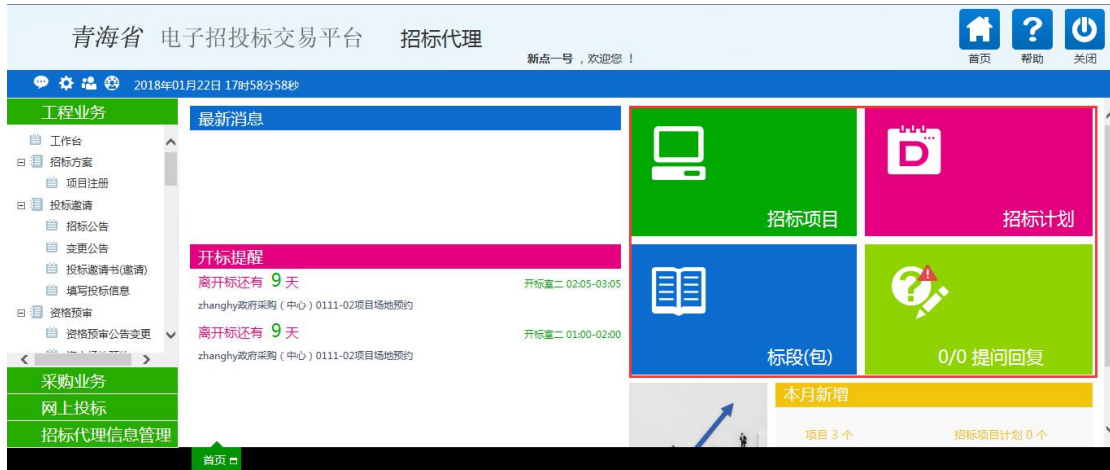 青海省 电子招投标交易平台 招标代理
新点一号，欢迎您！
首页 帮助 关闭
2018年01月22日 17时58分58秒
工程业务
工作台
招标方案
项目注册
投标邀请
招标公告
变更公告
投标邀请书(邀请)
填写投标信息
资格预审
资格预审公告变更
采购业务
网上投标
招标代理信息管理
最新消息
开标提醒
离开标还有 9 天
开标室二 02:05-03:05
zhanghy政府采购（中心）0111-02项目场地预约
离开标还有 9 天
开标室二 01:00-02:00
zhanghy政府采购（中心）0111-02项目场地预约
招标项目
D
招标计划
标段(包)
0/0 提问回复
本月新增
项目 3 个
招标项目计划 0 个
首页